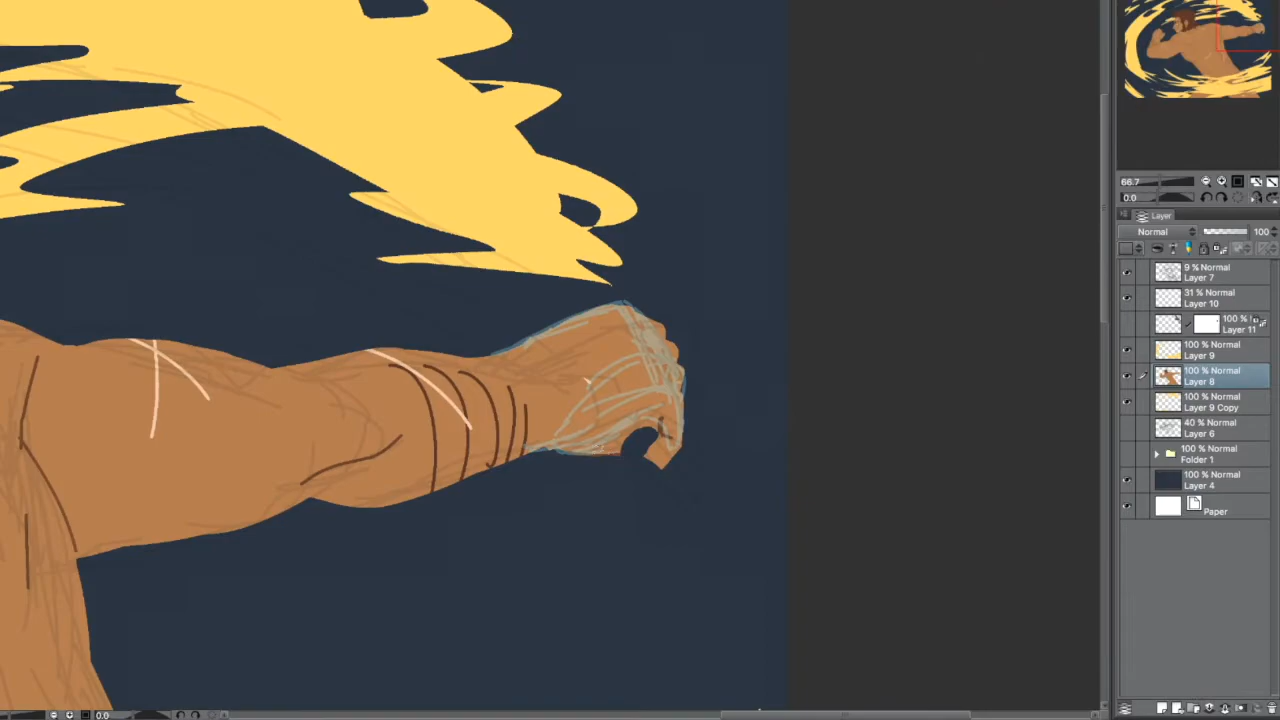 66.7
0.0
Layer
Normal 100
9 % Normal
Layer 7
31 % Normal
Layer 10
100 %
Layer 11
100 % Normal
Layer 9
100 % Normal
Layer 8
100 % Normal
Layer 9 Copy
40 % Normal
Layer 6
100 % Normal
Folder 1
100 % Normal
Layer 4
Paper
0.0